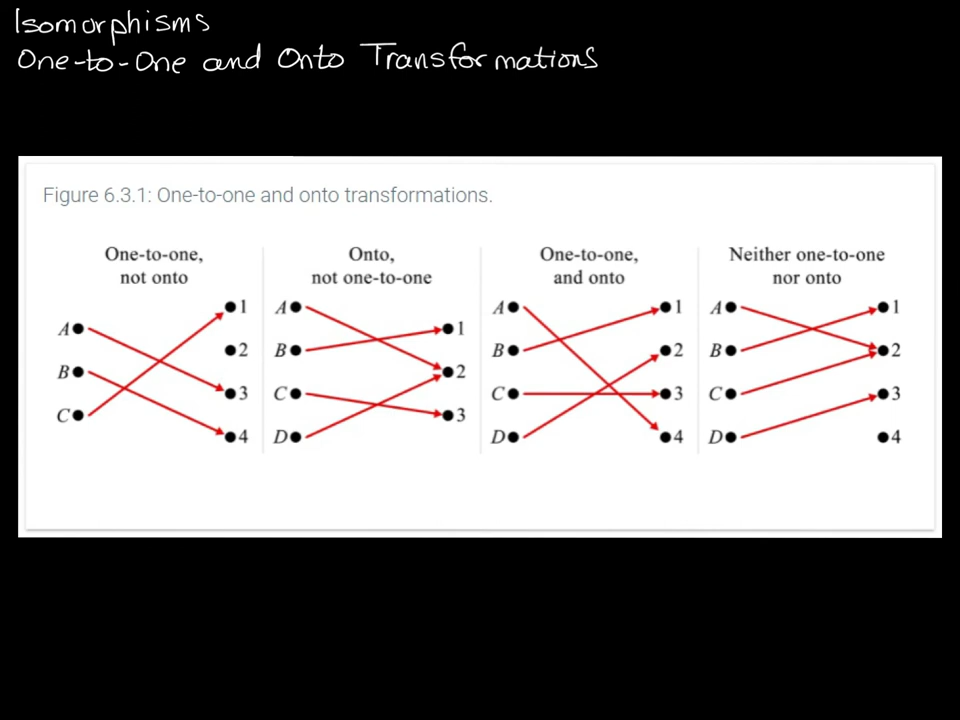 Isomorphisms
One-to-One and Onto Transformations
Figure 6.3.1: One-to-one and onto transformations.
One-to-one,
not onto
A
B
C
1
2
3
4
Onto,
not one-to-one
A
B
C
D
1
2
3
One-to-one,
and onto
A
B
C
D
1
2
3
4
Neither one-to-one
nor onto
A
B
C
D
1
2
3
4